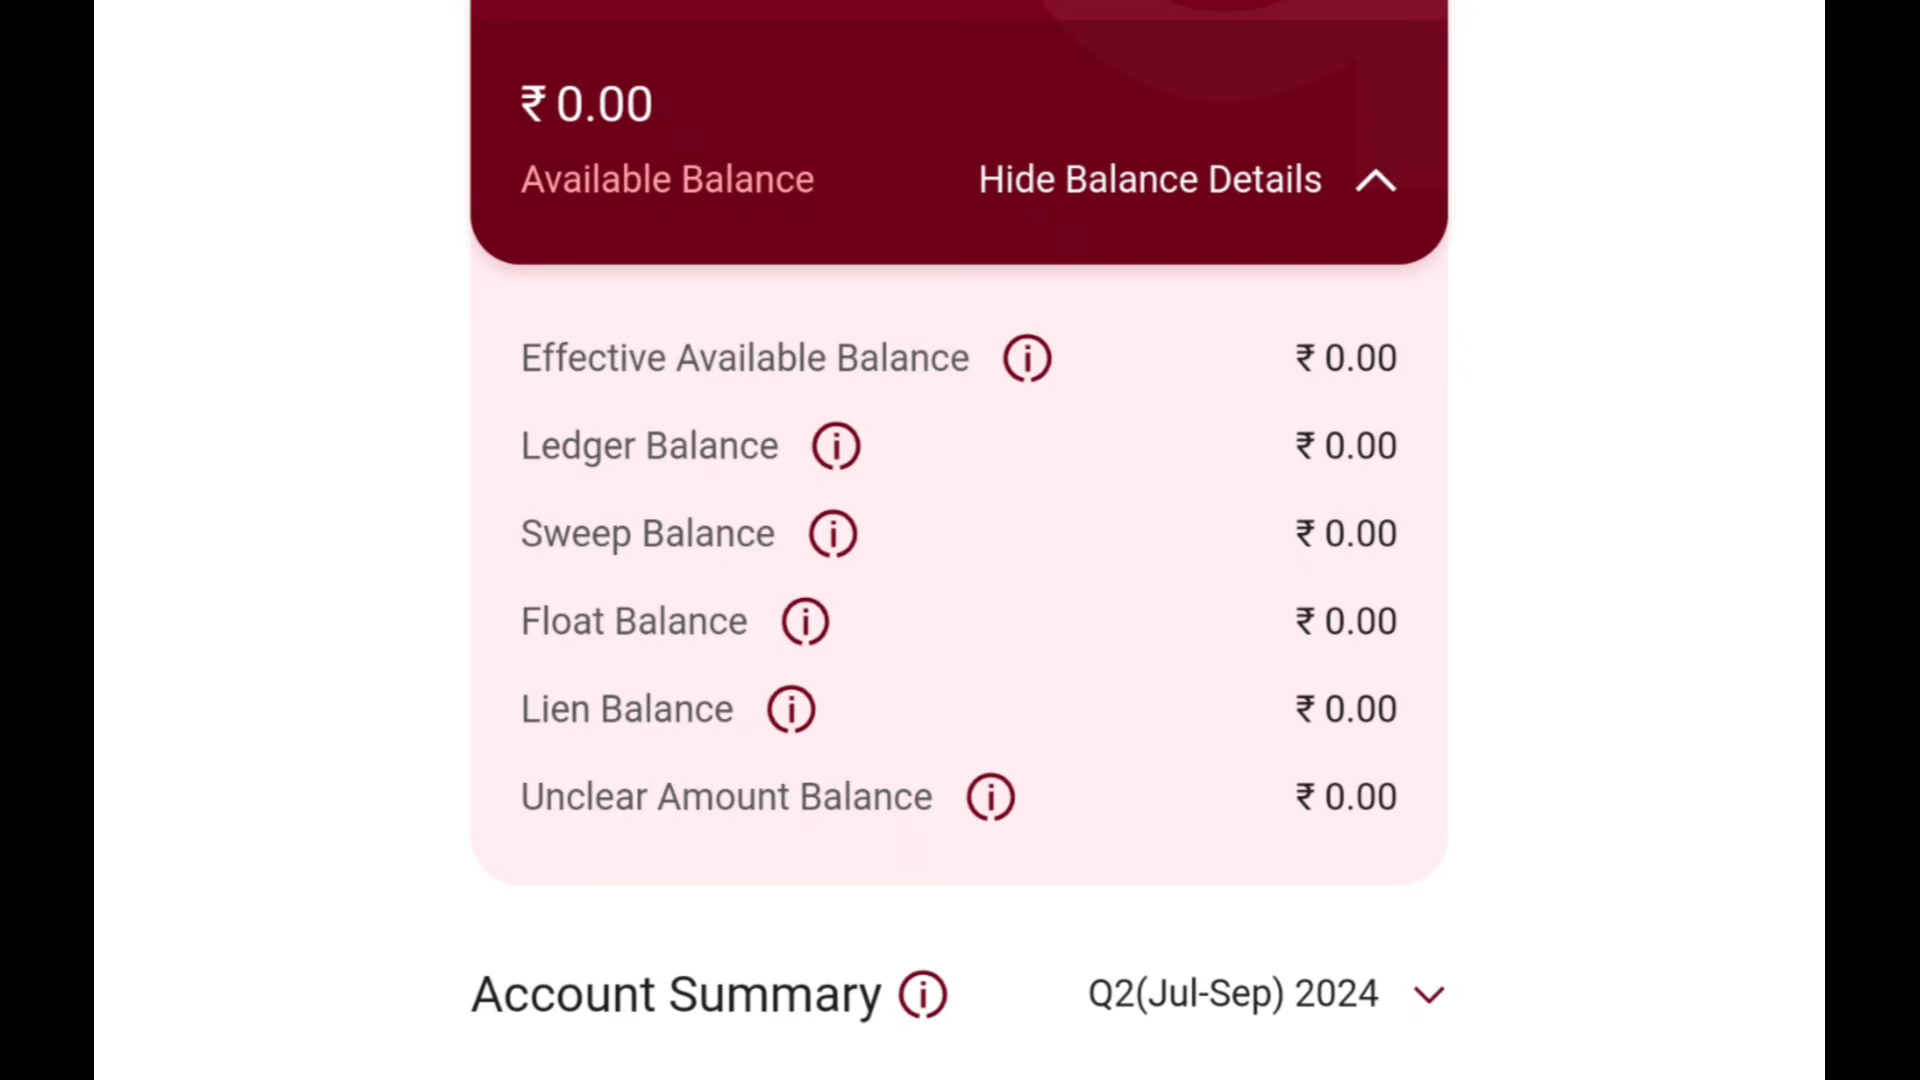 ₹ 0.00
Available Balance Hide Balance Details
Effective Available Balance ₹ 0.00
Ledger Balance ₹ 0.00
Sweep Balance ₹ 0.00
Float Balance ₹ 0.00
Lien Balance ₹ 0.00
Unclear Amount Balance ₹ 0.00
Account Summary Q2(Jul-Sep) 2024